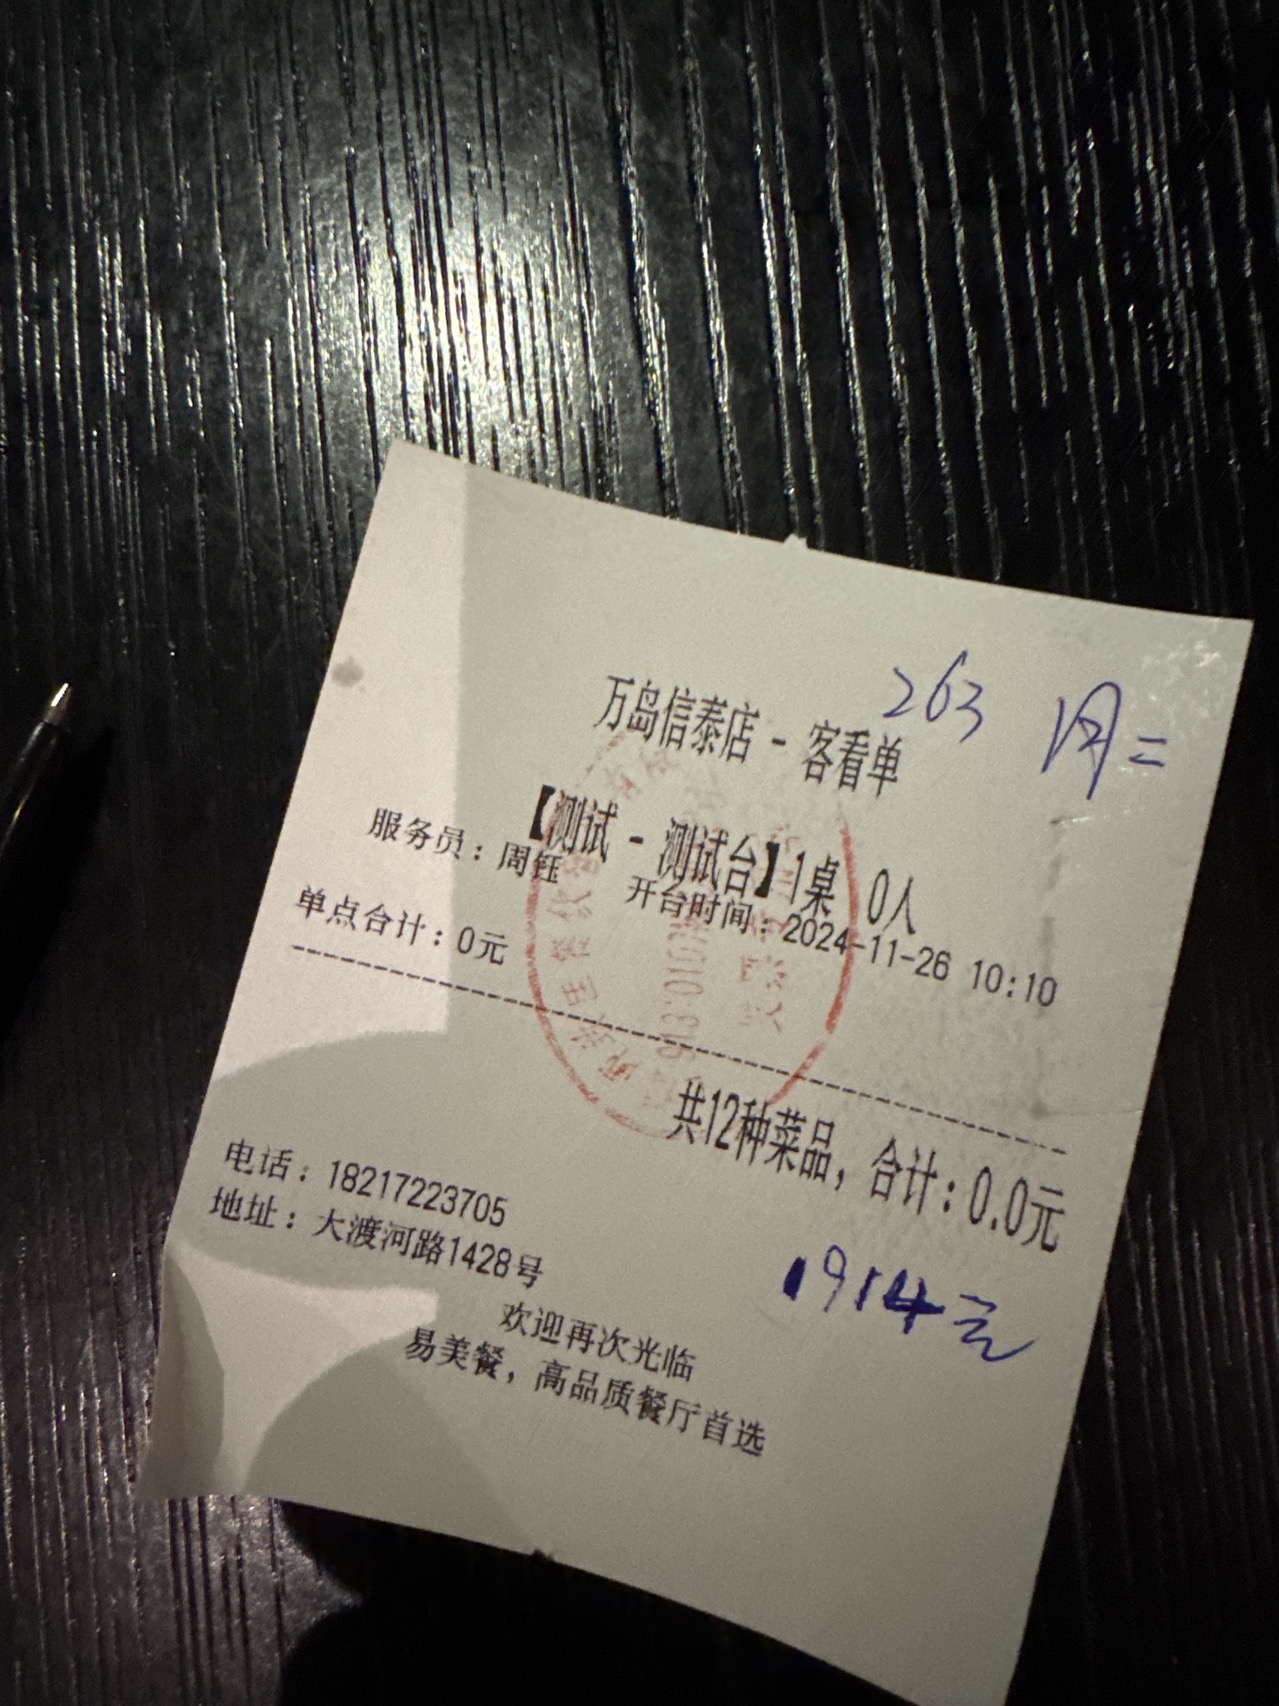 263 周二
万岛信泰店 - 客看单
【测试 - 测试台】1桌 0人
服务员：周钰 开台时间：2024-11-26 10:10
单点合计：0元
共12种菜品，合计：0.0元
1914元
电话：18217223705
地址：大渡河路1428号
欢迎再次光临
易美餐，高品质餐厅首选